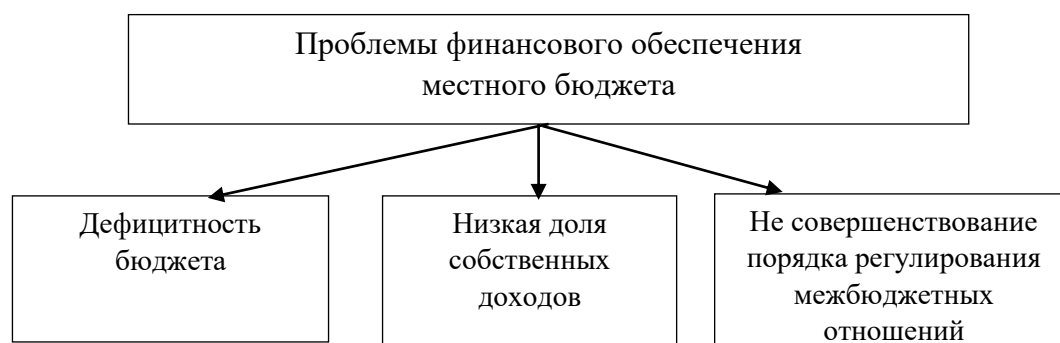 Проблемы финансового обеспечения
местного бюджета
Дефицитность
бюджета
Низкая доля
собственных
доходов
Не совершенствование
порядка регулирования
межбюджетных
отношений